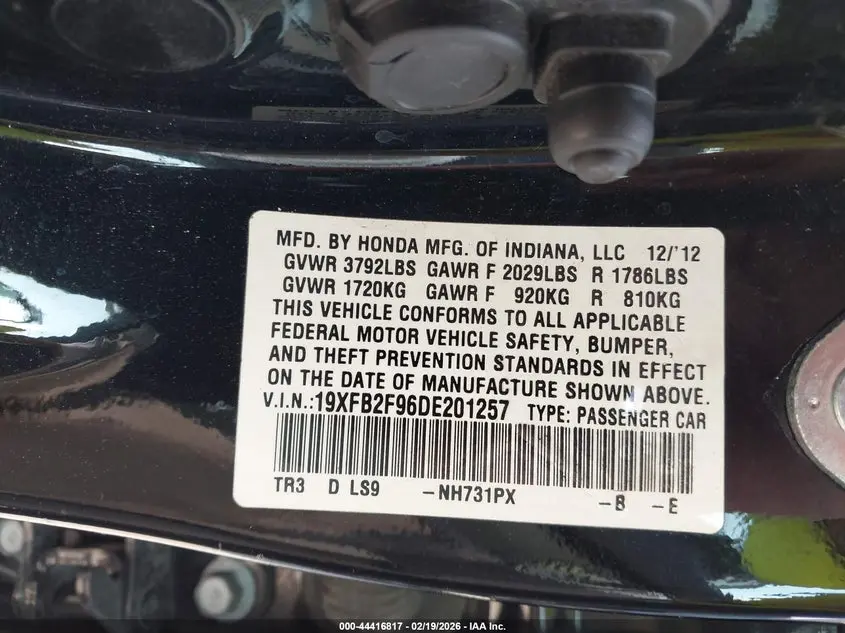 MFD. BY HONDA MFG. OF INDIANA, LLC 12/'12
GVWR 3792LBS GAWR F 2029LBS R 1786LBS
GVWR 1720KG GAWR F 920KG R 810KG
THIS VEHICLE CONFORMS TO ALL APPLICABLE
FEDERAL MOTOR VEHICLE SAFETY, BUMPER,
AND THEFT PREVENTION STANDARDS IN EFFECT
ON THE DATE OF MANUFACTURE SHOWN ABOVE.
V.I.N.:19XFB2F96DE201257 TYPE: PASSENGER CAR
TR3 D LS9 -NH731PX -B -E
000-44416817 - 02/19/2026 - IAA Inc.